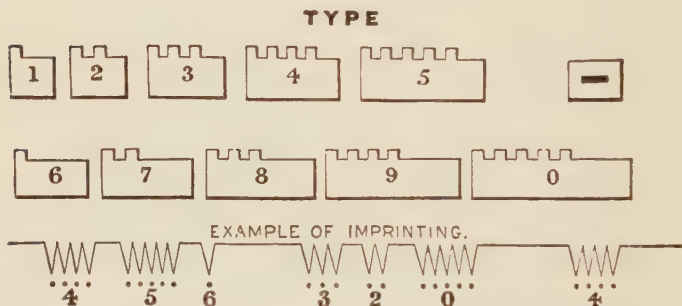 TYPE
1 2 3 4 5 –
6 7 8 9 0
EXAMPLE OF IMPRINTING.
4 5 6 3 2 0 4